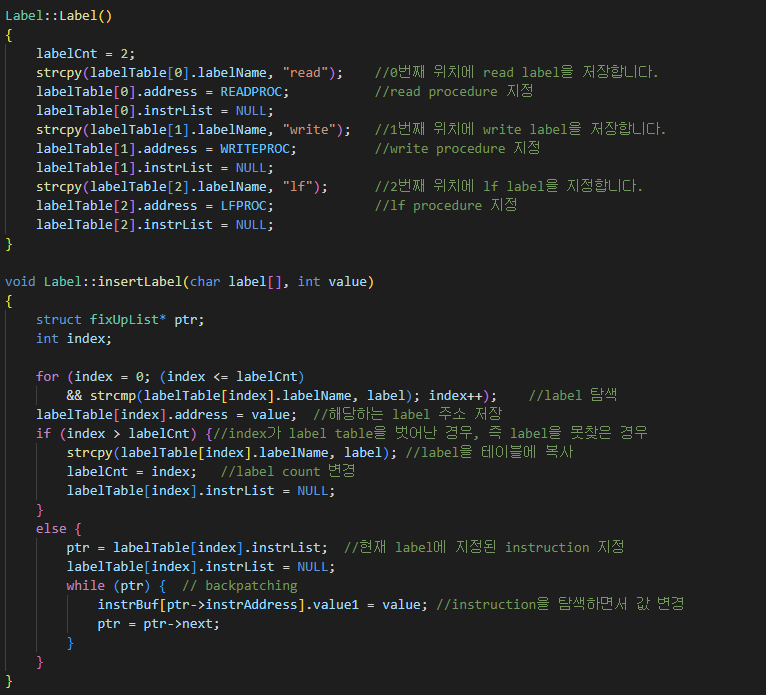 Label::Label()
{
    labelCnt = 2;
    strcpy(labelTable[0].labelName, "read");    //0번째 위치에 read label을 저장합니다.
    labelTable[0].address = READPROC;           //read procedure 지정
    labelTable[0].instrList = NULL;
    strcpy(labelTable[1].labelName, "write");   //1번째 위치에 write label을 저장합니다.
    labelTable[1].address = WRITEPROC;          //write procedure 지정
    labelTable[1].instrList = NULL;
    strcpy(labelTable[2].labelName, "lf");      //2번째 위치에 lf label을 지정합니다.
    labelTable[2].address = LFPROC;             //lf procedure 지정
    labelTable[2].instrList = NULL;
}

void Label::insertLabel(char label[], int value)
{
    struct fixUpList* ptr;
    int index;

    for (index = 0; (index <= labelCnt)
        && strcmp(labelTable[index].labelName, label); index++);    //label 탐색
    labelTable[index].address = value;  //해당하는 label 주소 저장
    if (index > labelCnt) {//index가 label table을 벗어난 경우, 즉 label을 못찾은 경우
        strcpy(labelTable[index].labelName, label); //label을 테이블에 복사
        labelCnt = index;   //label count 변경
        labelTable[index].instrList = NULL;
    }
    else {
        ptr = labelTable[index].instrList;  //현재 label에 지정된 instruction 지정
        labelTable[index].instrList = NULL;
        while (ptr) {  // backpatching
            instrBuf[ptr->instrAddress].value1 = value; //instruction을 탐색하면서 값 변경
            ptr = ptr->next;
        }
    }
}